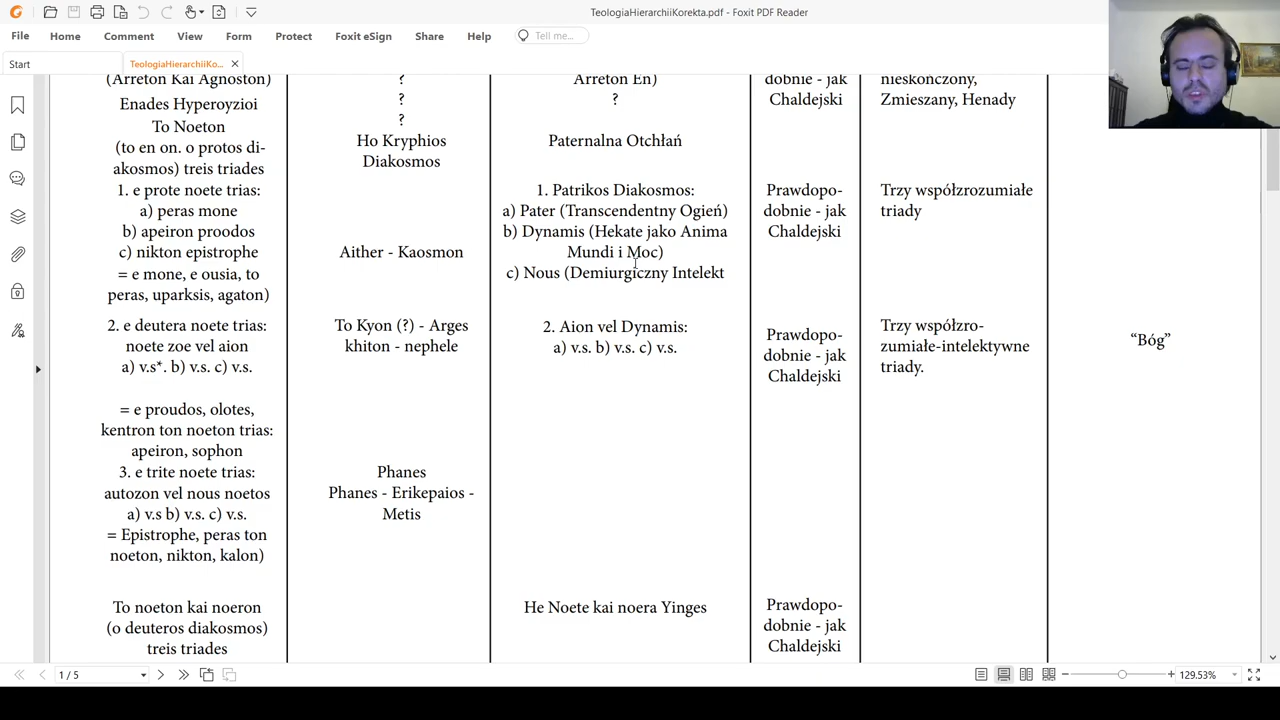 TeologiaHierarchiiKorekta.pdf - Foxit PDF Reader
File Home Comment View Form Protect Foxit eSign Share Help Tell me...
Start
TeologiaHierarchiiKo...
(Arreton Kai Agnoston)
Enades Hyperoyzioi
To Noeton
(to en on. o protos di-
akosmos) treis triades
1. e prote noete trias:
a) peras mone
b) apeiron proodos
c) nikton epistrophe
= e mone, e ousia, to
peras, uparksis, agaton)
2. e deutera noete trias:
noete zoe vel aion
a) v.s*. b) v.s. c) v.s.
= e proudos, olotes,
kentron ton noeton trias:
apeiron, sophon
3. e trite noete trias:
autozon vel nous noetos
a) v.s b) v.s. c) v.s.
= Epistrophe, peras ton
noeton, nikton, kalon)
To noeton kai noeron
(o deuteros diakosmos)
treis triades
?
?
?
Ho Kryphios
Diakosmos
Aither - Kaosmon
To Kyon (?) - Arges
khiton - nephele
Phanes
Phanes - Erikepaios -
Metis
Arreton En)
?
Paternalna Otchłań
1. Patrikos Diakosmos:
a) Pater (Transcendentny Ogień)
b) Dynamis (Hekate jako Anima
Mundi i Moc)
c) Nous (Demiurgiczny Intelekt
2. Aion vel Dynamis:
a) v.s. b) v.s. c) v.s.
He Noete kai noera Yinges
dobnie - jak
Chaldejski
Prawdopo-
dobnie - jak
Chaldejski
Prawdopo-
dobnie - jak
Chaldejski
Prawdopo-
dobnie - jak
Chaldejski
nieskończony,
Zmieszany, Henady
Trzy współzrozumiałe
triady
Trzy współzro-
zumiałe-intelektywne
triady.
“Bóg”
1 / 5
129.53%